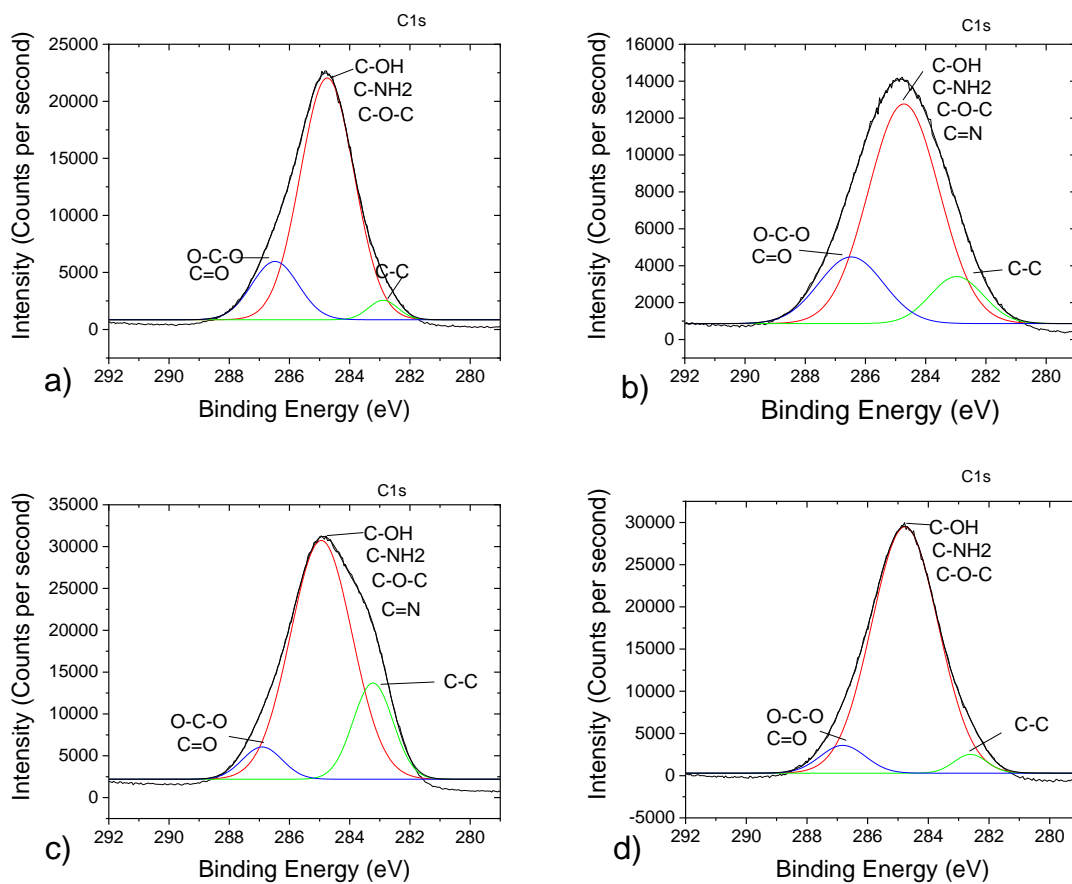 C1s
25000
20000
15000
10000
5000
0
C-OH
C-NH2
C-O-C
O-C-O
C=O
C-C
292 290 288 286 284 282 280
Intensity (Counts per second)
Binding Energy (eV)
a)
C1s
16000
14000
12000
10000
8000
6000
4000
2000
0
C-OH
C-NH2
C-O-C
C=N
O-C-O
C=O
C-C
292 290 288 286 284 282 280
Intensity (Counts per second)
Binding Energy (eV)
b)
C1s
35000
30000
25000
20000
15000
10000
5000
0
C-OH
C-NH2
C-O-C
C=N
C-C
O-C-O
C=O
292 290 288 286 284 282 280
Intensity (Counts per second)
Binding Energy (eV)
c)
C1s
30000
25000
20000
15000
10000
5000
0
-5000
C-OH
C-NH2
C-O-C
O-C-O
C=O
C-C
292 290 288 286 284 282 280
Intensity (Counts per second)
Binding Energy (eV)
d)